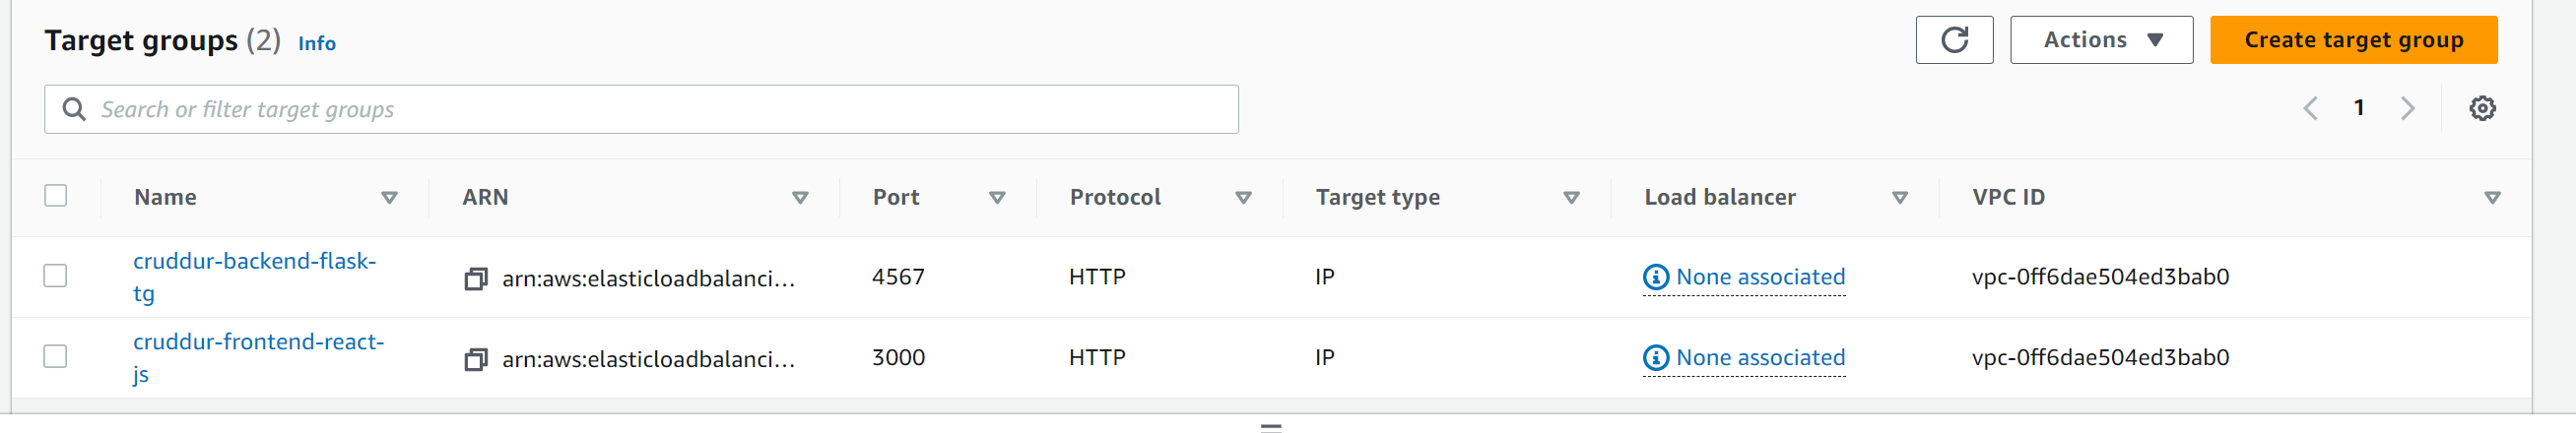 Target groups (2) Info
Actions
Create target group
Search or filter target groups
1
Name ARN Port Protocol Target type Load balancer VPC ID
cruddur-backend-flask-
tg
arn:aws:elasticloadbalanci... 4567 HTTP IP None associated vpc-0ff6dae504ed3bab0
cruddur-frontend-react-
js
arn:aws:elasticloadbalanci... 3000 HTTP IP None associated vpc-0ff6dae504ed3bab0